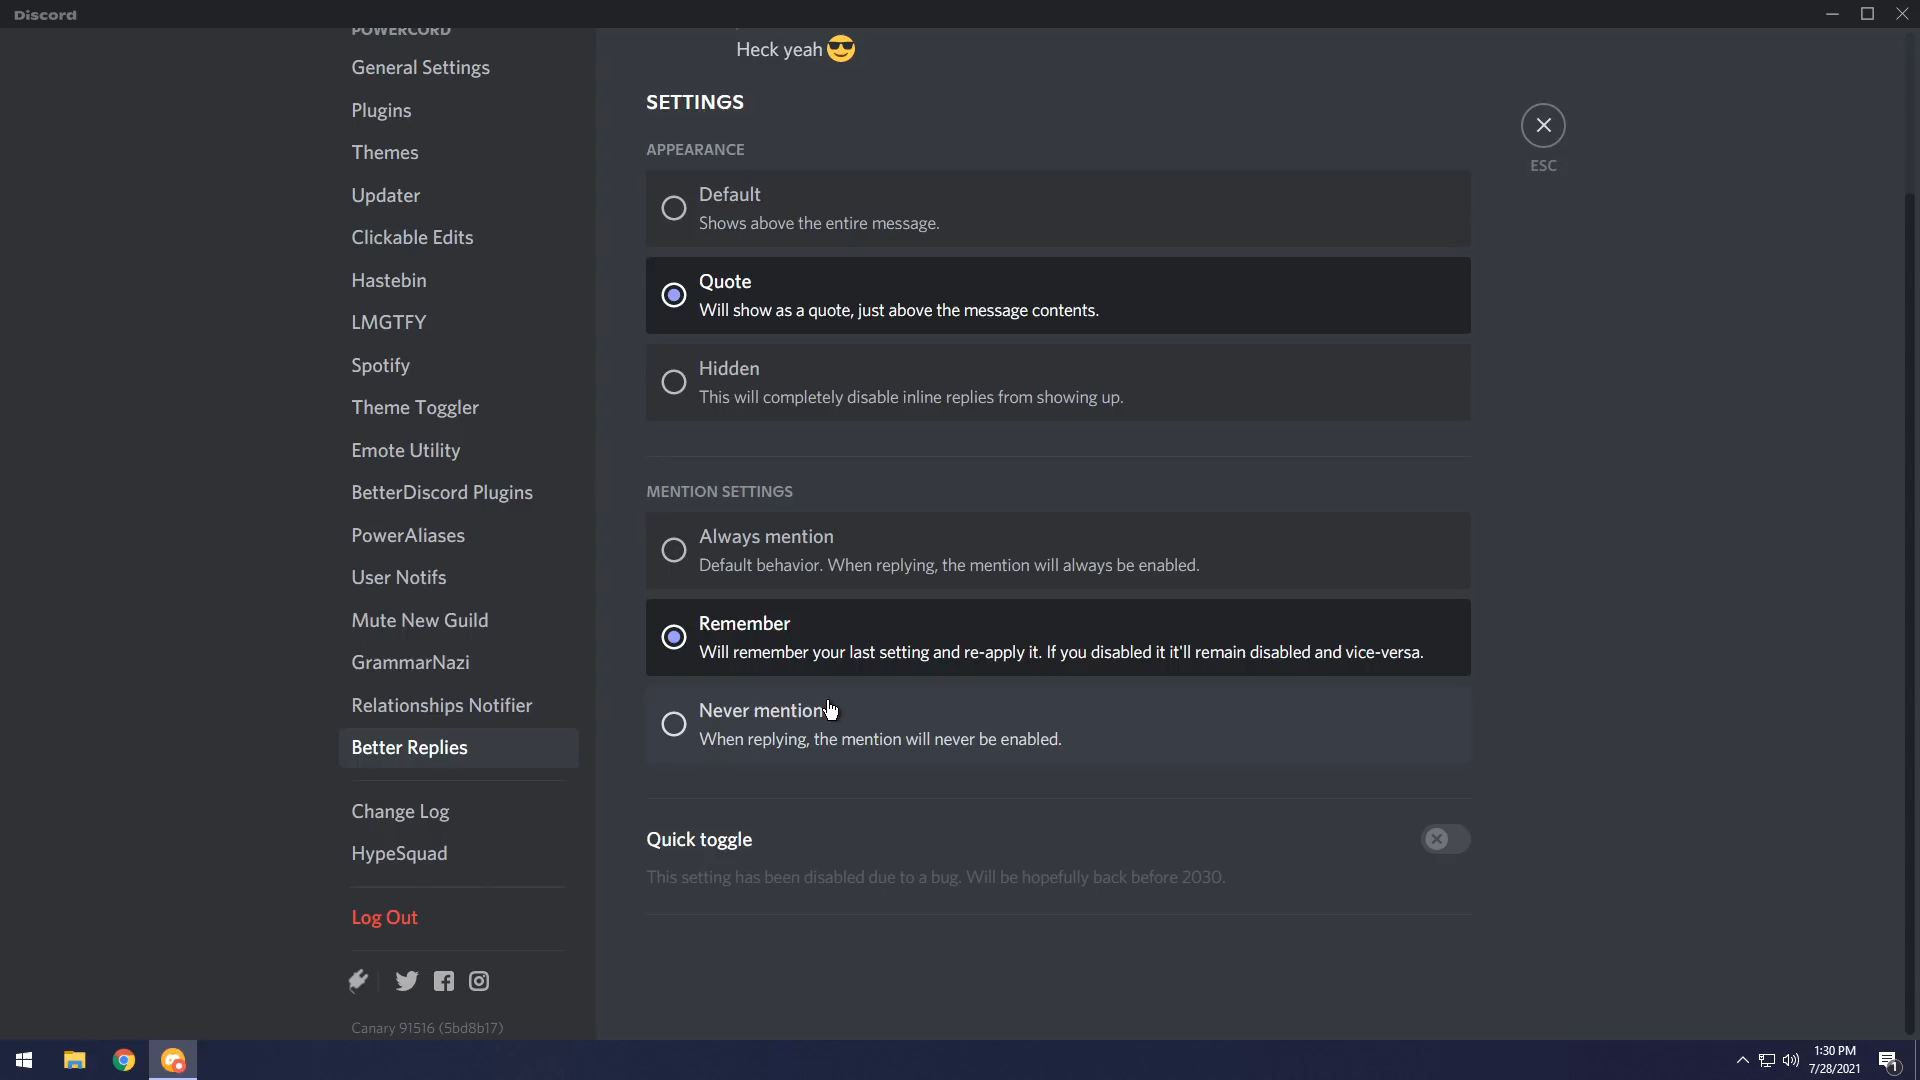 Discord
POWERCORD
General Settings
Plugins
Themes
Updater
Clickable Edits
Hastebin
LMGTFY
Spotify
Theme Toggler
Emote Utility
BetterDiscord Plugins
PowerAliases
User Notifs
Mute New Guild
GrammarNazi
Relationships Notifier
Better Replies
Change Log
HypeSquad
Log Out
Canary 91516 (5bd8b17)
Heck yeah 😎
SETTINGS
APPEARANCE
Default
Shows above the entire message.
Quote
Will show as a quote, just above the message contents.
Hidden
This will completely disable inline replies from showing up.
MENTION SETTINGS
Always mention
Default behavior. When replying, the mention will always be enabled.
Remember
Will remember your last setting and re-apply it. If you disabled it it'll remain disabled and vice-versa.
Never mention
When replying, the mention will never be enabled.
Quick toggle
This setting has been disabled due to a bug. Will be hopefully back before 2030.
ESC
1:30 PM
7/28/2021
1